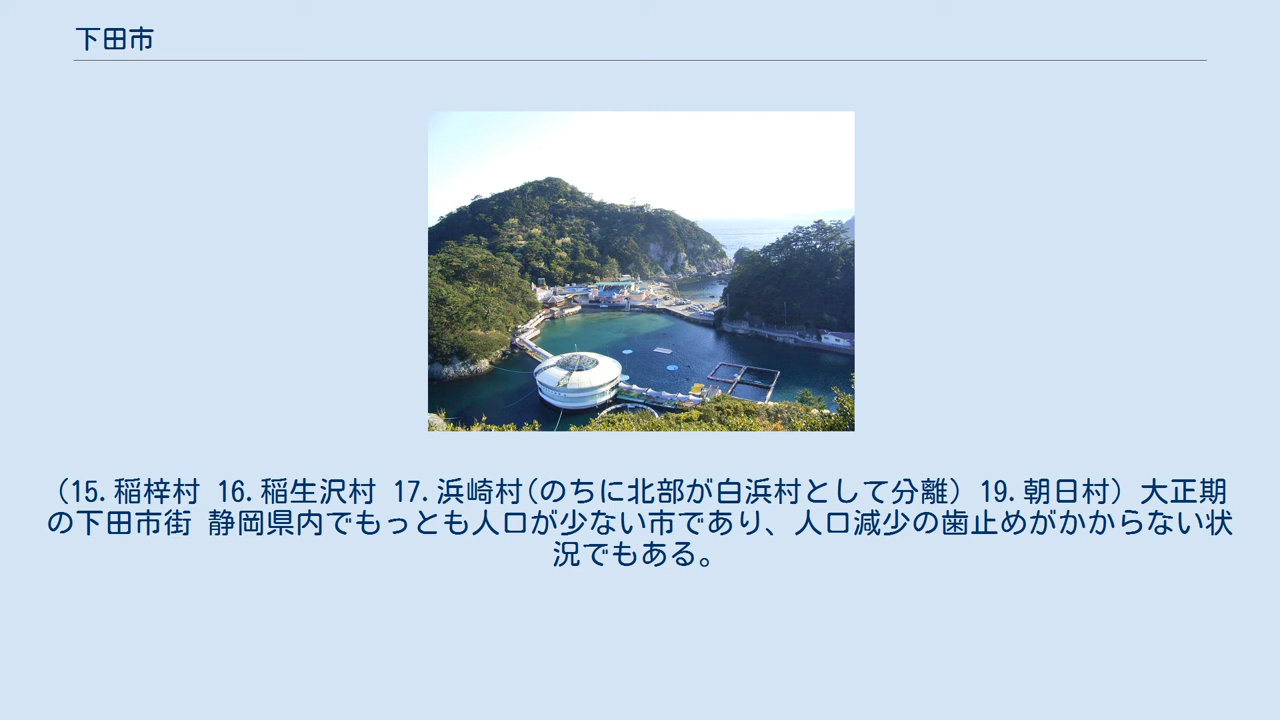 下田市
(15.稲梓村 16.稲生沢村 17.浜崎村(のちに北部が白浜村として分離) 19.朝日村) 大正期
の下田市街 静岡県内でもっとも人口が少ない市であり、人口減少の歯止めがかからない状
況でもある。